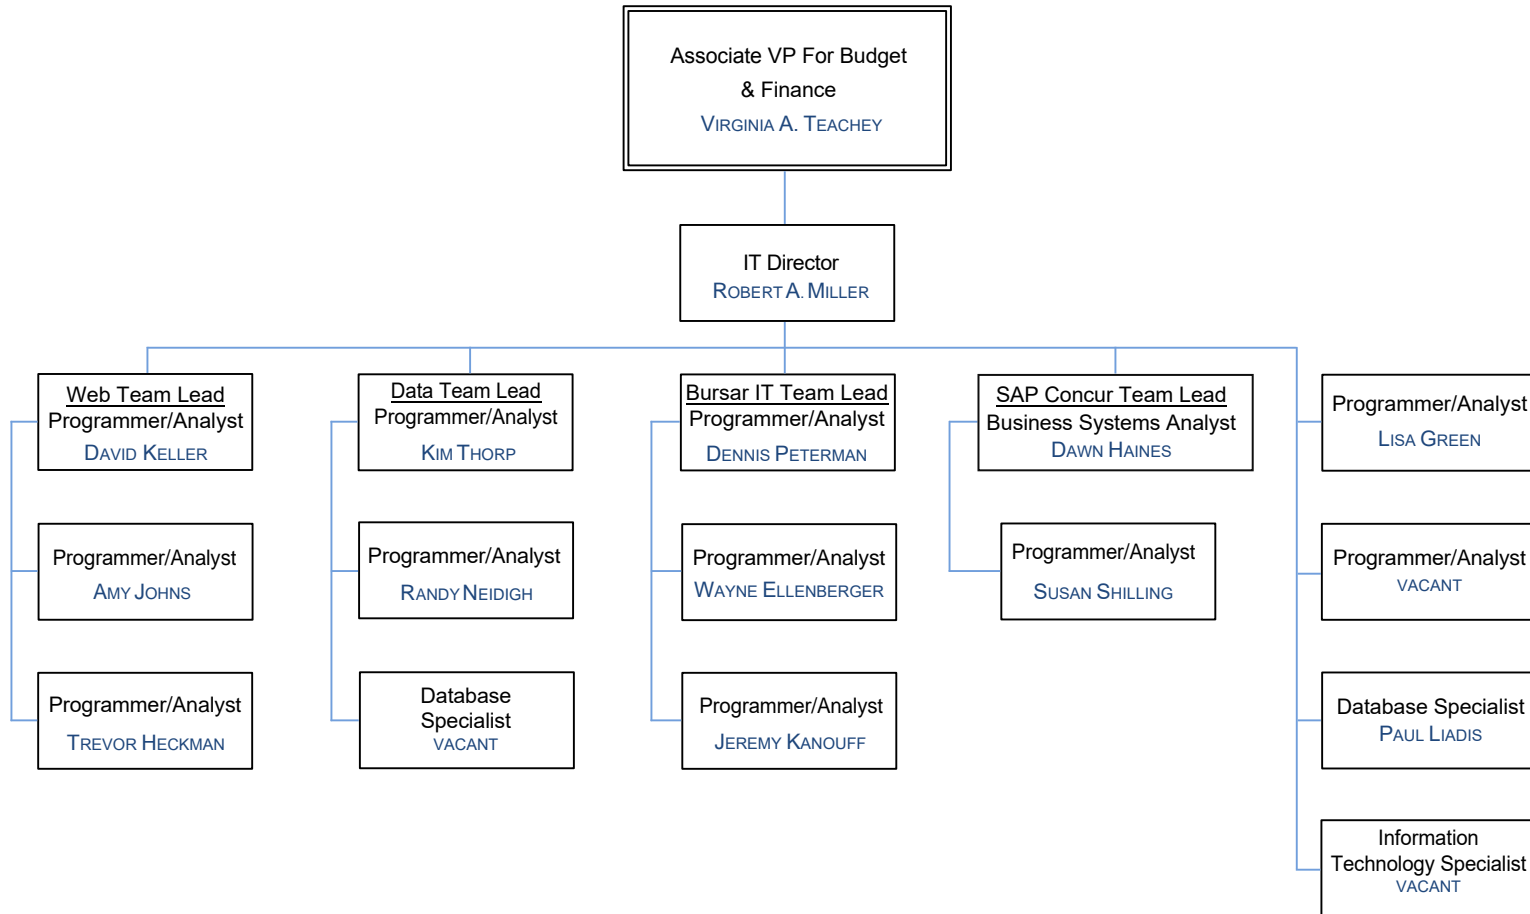 Associate VP For Budget
& Finance
VIRGINIA A. TEACHEY
IT Director
ROBERT A. MILLER
Web Team Lead
Programmer/Analyst
DAVID KELLER
Data Team Lead
Programmer/Analyst
KIM THORP
Bursar IT Team Lead
Programmer/Analyst
DENNIS PETERMAN
SAP Concur Team Lead
Business Systems Analyst
DAWN HAINES
Programmer/Analyst
LISA GREEN
Programmer/Analyst
AMY JOHNS
Programmer/Analyst
RANDY NEIDIGH
Programmer/Analyst
WAYNE ELLENBERGER
Programmer/Analyst
SUSAN SHILLING
Programmer/Analyst
VACANT
Programmer/Analyst
TREVOR HECKMAN
Database
Specialist
VACANT
Programmer/Analyst
JEREMY KANOUFF
Database Specialist
PAUL LIADIS
Information
Technology Specialist
VACANT